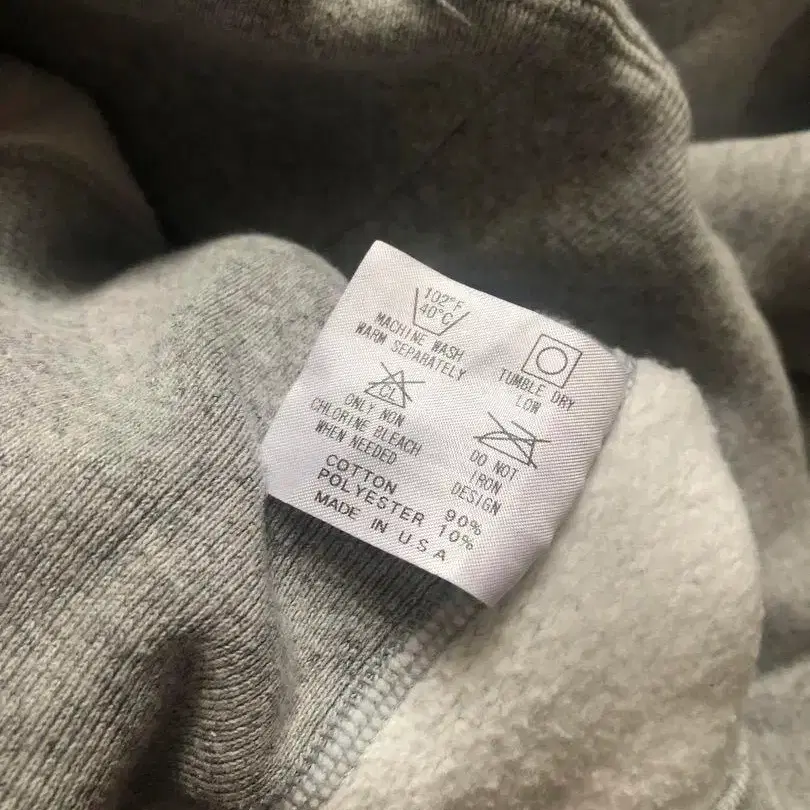 102°F
40°C
MACHINE WASH
WARM SEPARATELY
TUMBLE DRY
LOW
CL
ONLY NON
CHLORINE BLEACH
WHEN NEEDED
DO NOT
IRON
DESIGN
COTTON 90%
POLYESTER 10%
MADE IN U.S.A